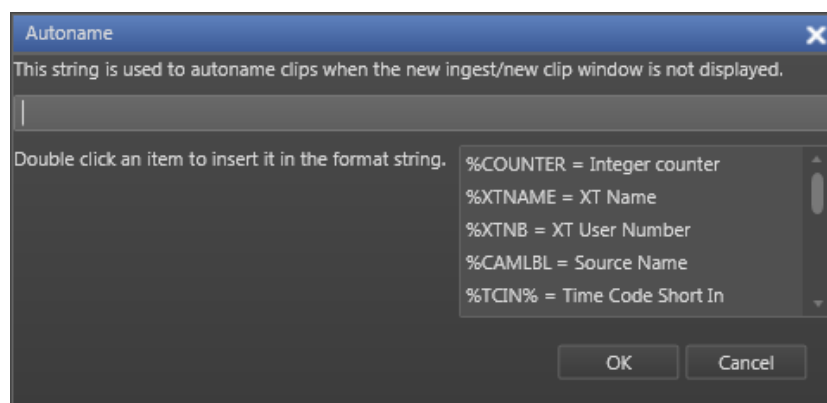 Autoname
This string is used to autoname clips when the new ingest/new clip window is not displayed.
Double click an item to insert it in the format string.
%COUNTER = Integer counter
%XTNAME = XT Name
%XTNB = XT User Number
%CAMLBL = Source Name
%TCIN% = Time Code Short In
OK
Cancel